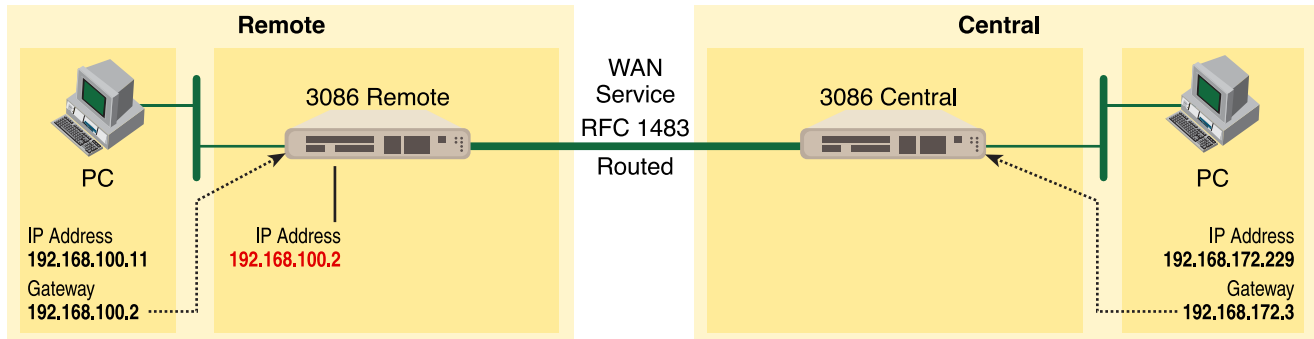 Remote
Central
WAN
Service
RFC 1483
Routed
3086 Remote
3086 Central
PC
PC
IP Address
192.168.100.11
Gateway
192.168.100.2
IP Address
192.168.100.2
IP Address
192.168.172.229
Gateway
192.168.172.3